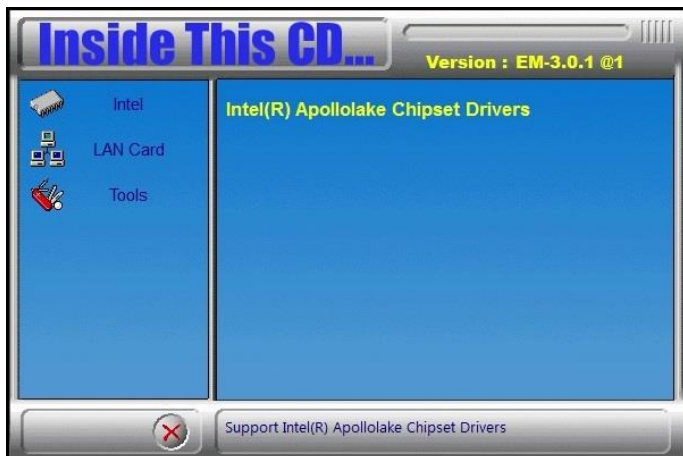 Inside This CD...
Version : EM-3.0.1 @1
Intel
LAN Card
Tools
Intel(R) Apollolake Chipset Drivers
Support Intel(R) Apollolake Chipset Drivers